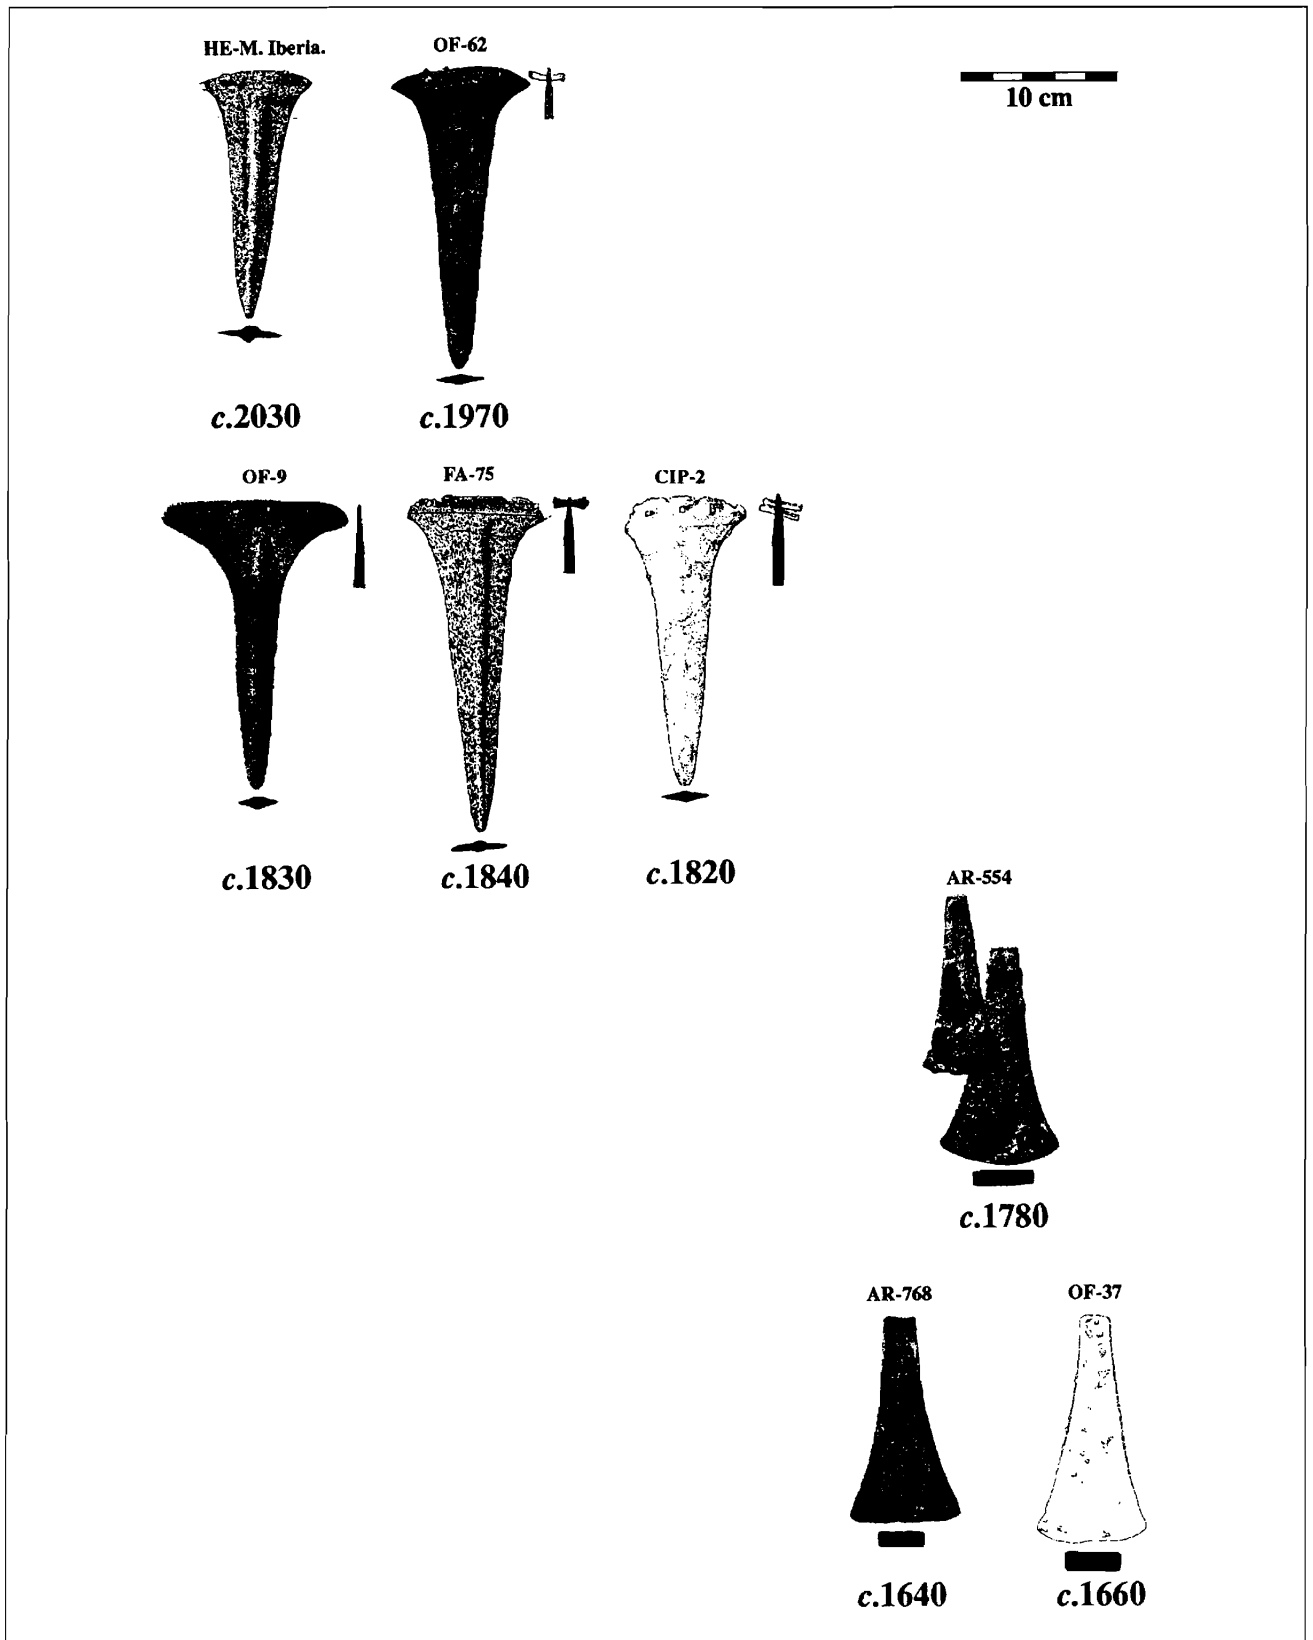 HE-M. Iberia.
OF-62
10 cm
c.2030
c.1970
OF-9
FA-75
CIP-2
c.1830
c.1840
c.1820
AR-554
c.1780
AR-768
OF-37
c.1640
c.1660